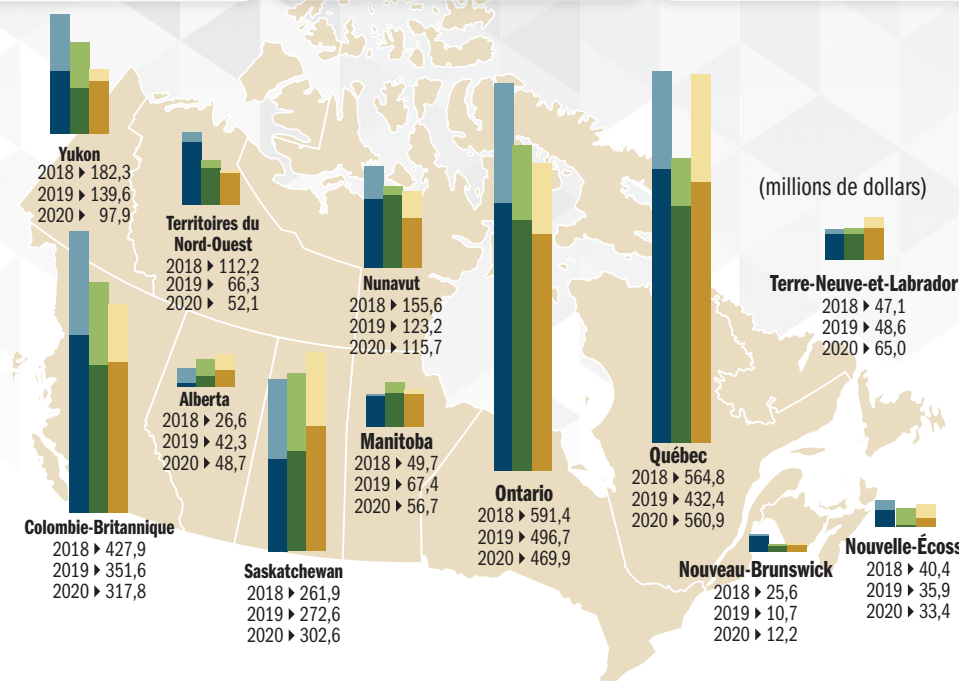 Yukon
2018 ▸ 182,3
2019 ▸ 139,6
2020 ▸ 97,9
Territoires du
Nord-Ouest
2018 ▸ 112,2
2019 ▸ 66,3
2020 ▸ 52,1
Nunavut
2018 ▸ 155,6
2019 ▸ 123,2
2020 ▸ 115,7
(millions de dollars)
Terre-Neuve-et-Labrador
2018 ▸ 47,1
2019 ▸ 48,6
2020 ▸ 65,0
Colombie-Britannique
2018 ▸ 427,9
2019 ▸ 351,6
2020 ▸ 317,8
Alberta
2018 ▸ 26,6
2019 ▸ 42,3
2020 ▸ 48,7
Saskatchewan
2018 ▸ 261,9
2019 ▸ 272,6
2020 ▸ 302,6
Manitoba
2018 ▸ 49,7
2019 ▸ 67,4
2020 ▸ 56,7
Ontario
2018 ▸ 591,4
2019 ▸ 496,7
2020 ▸ 469,9
Québec
2018 ▸ 564,8
2019 ▸ 432,4
2020 ▸ 560,9
Nouveau-Brunswick
2018 ▸ 25,6
2019 ▸ 10,7
2020 ▸ 12,2
Nouvelle-Écoss
2018 ▸ 40,4
2019 ▸ 35,9
2020 ▸ 33,4